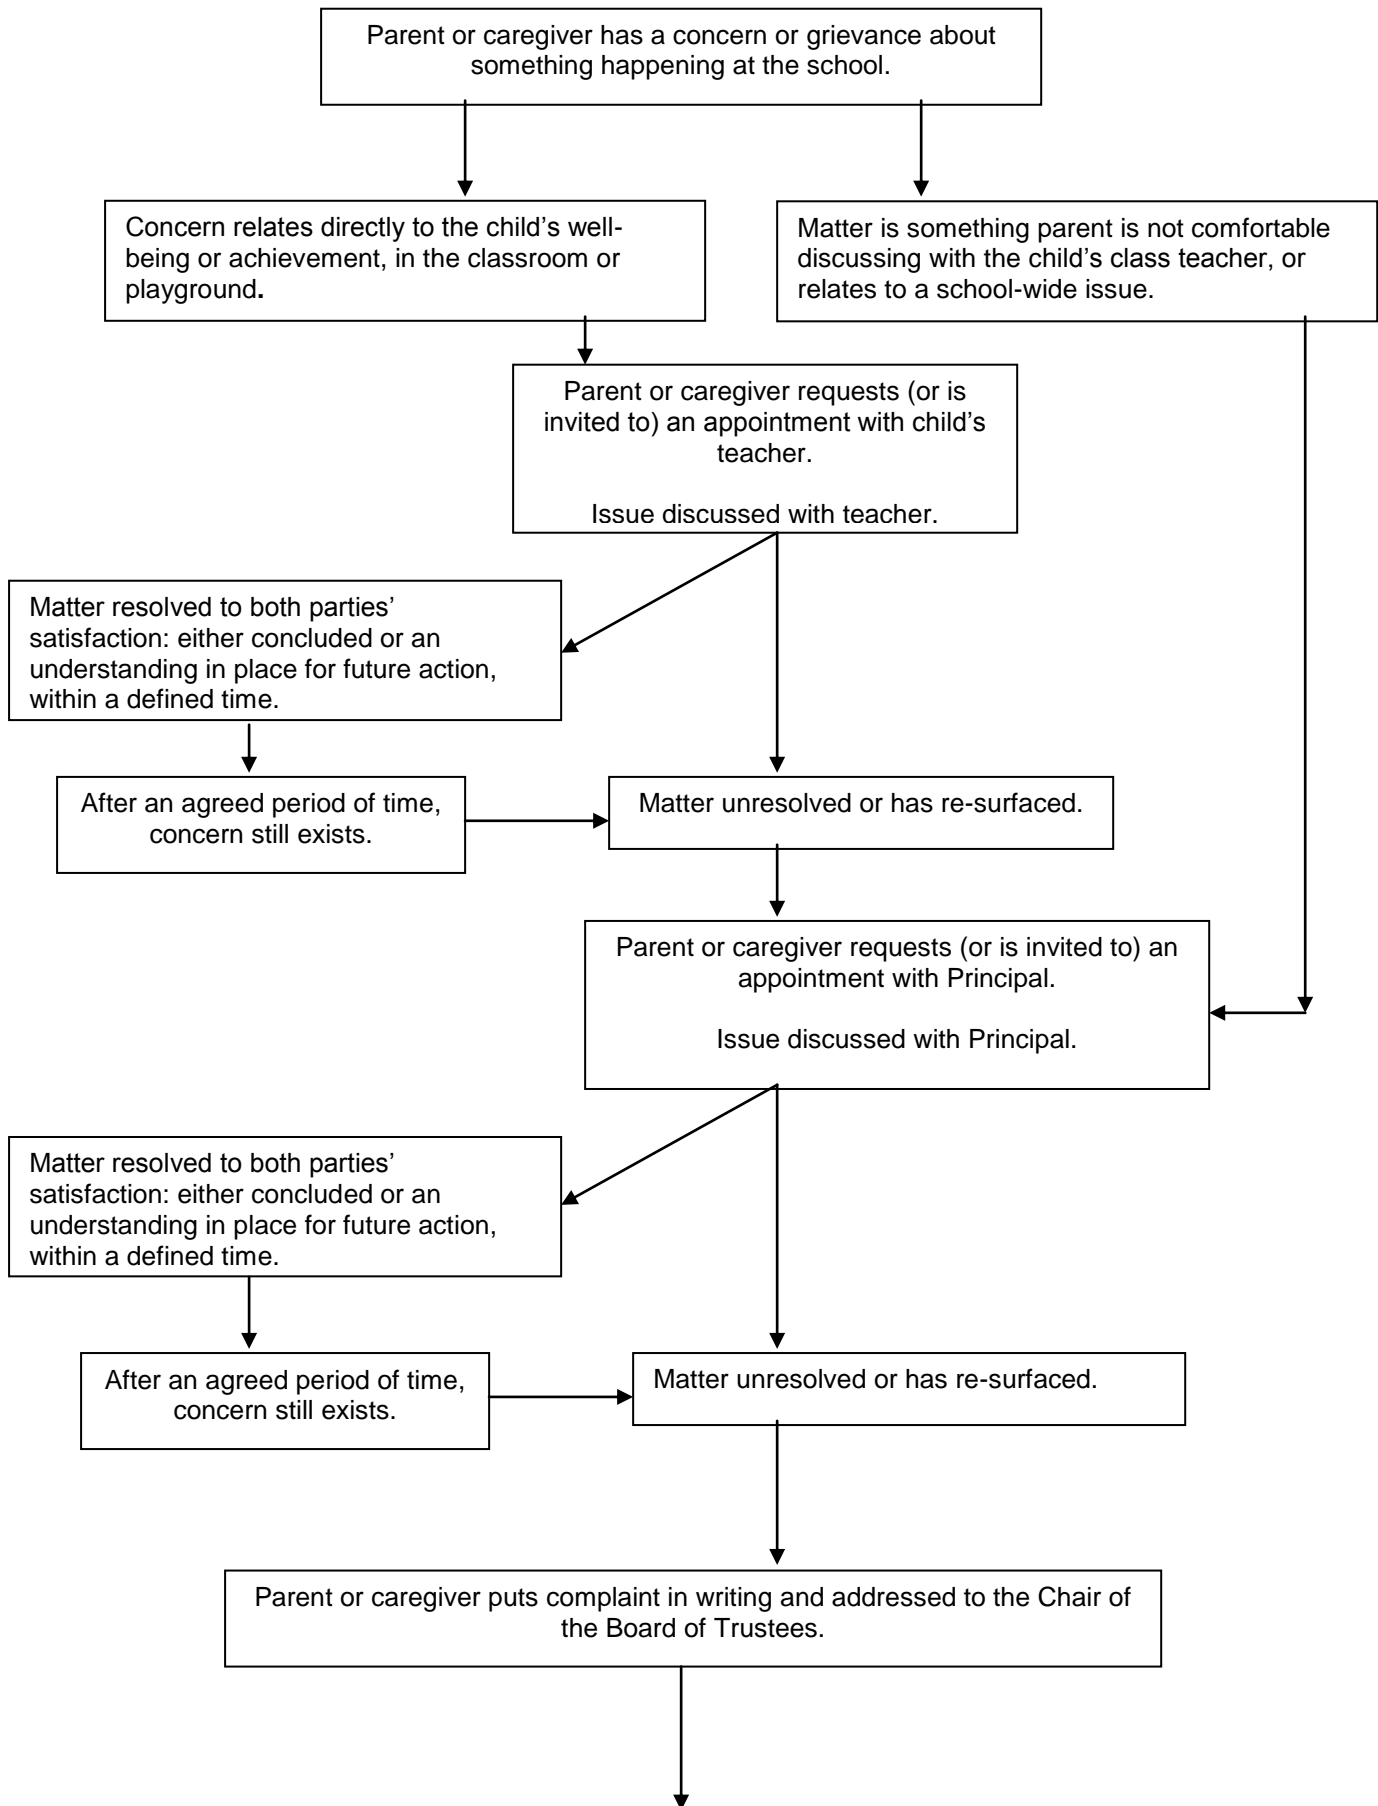 Parent or caregiver has a concern or grievance about
something happening at the school.
Concern relates directly to the child’s well-
being or achievement, in the classroom or
playground.
Matter is something parent is not comfortable
discussing with the child’s class teacher, or
relates to a school-wide issue.
Parent or caregiver requests (or is
invited to) an appointment with child’s
teacher.
Issue discussed with teacher.
Matter resolved to both parties’
satisfaction: either concluded or an
understanding in place for future action,
within a defined time.
After an agreed period of time,
concern still exists.
Matter unresolved or has re-surfaced.
Parent or caregiver requests (or is invited to) an
appointment with Principal.
Issue discussed with Principal.
Matter resolved to both parties’
satisfaction: either concluded or an
understanding in place for future action,
within a defined time.
After an agreed period of time,
concern still exists.
Matter unresolved or has re-surfaced.
Parent or caregiver puts complaint in writing and addressed to the Chair of
the Board of Trustees.